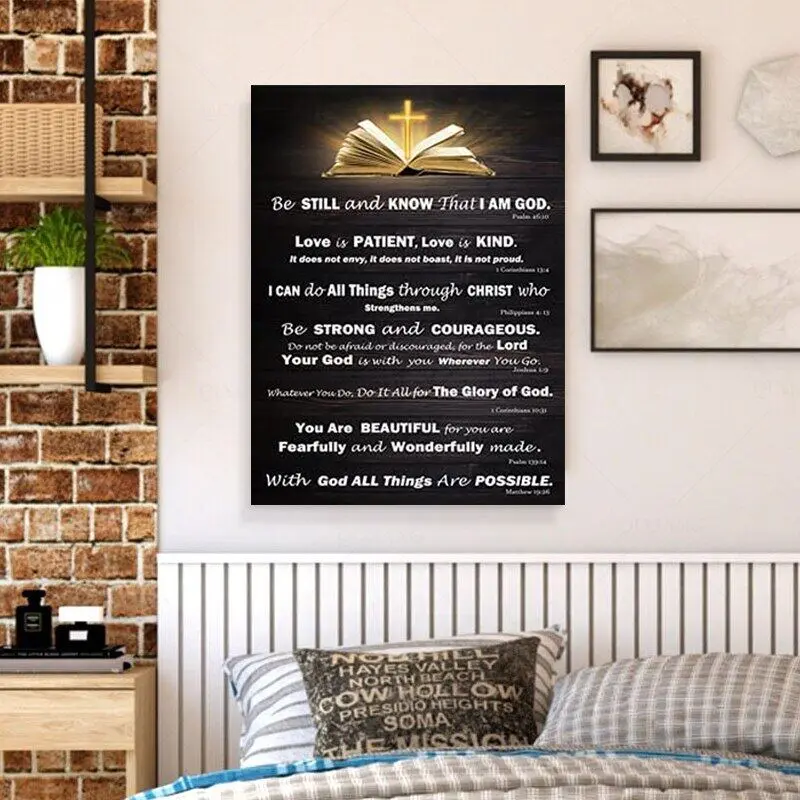 Be STILL and KNOW That I AM GOD.
Psalm 46:10
Love is PATIENT, Love is KIND.
It does not envy, it does not boast, it is not proud.
1 Corinthians 13:4
I CAN do All Things through CHRIST who
Strengthens me.
Philippians 4:13
Be STRONG and COURAGEOUS.
Do not be afraid or discouraged, for the Lord
Your God is with you Wherever You Go.
Joshua 1:9
Whatever You Do, Do It All for The Glory of God.
1 Corinthians 10:31
You Are BEAUTIFUL for you are
Fearfully and Wonderfully made.
Psalm 139:14
With God ALL Things Are POSSIBLE.
Matthew 19:26
NOB HILL
HAYES VALLEY
NORTH BEACH
COW HOLLOW
PRESIDIO HEIGHTS
SOMA
THE MISSION
THE LITTLE BLACK